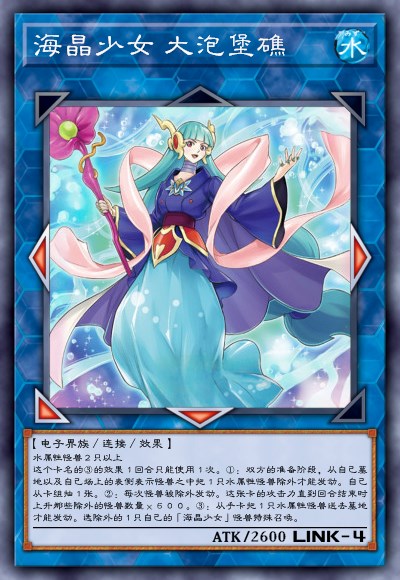 海晶少女 大泡堡礁
水
【电子界族／连接／效果】
水属性怪兽2只以上
这个卡名的③的效果1回合只能使用1次。①：双方的准备阶段，从自己墓
地以及自己场上的表侧表示怪兽之中把1只水属性怪兽除外才能发动。自己
从卡组抽1张。②：每次怪兽被除外发动。这张卡的攻击力直到回合结束时
上升那些除外的怪兽数量×600。③：从手卡把1只水属性怪兽送去墓地
才能发动。选除外的1只自己的「海晶少女」怪兽特殊召唤。
ATK/2600 LINK-4